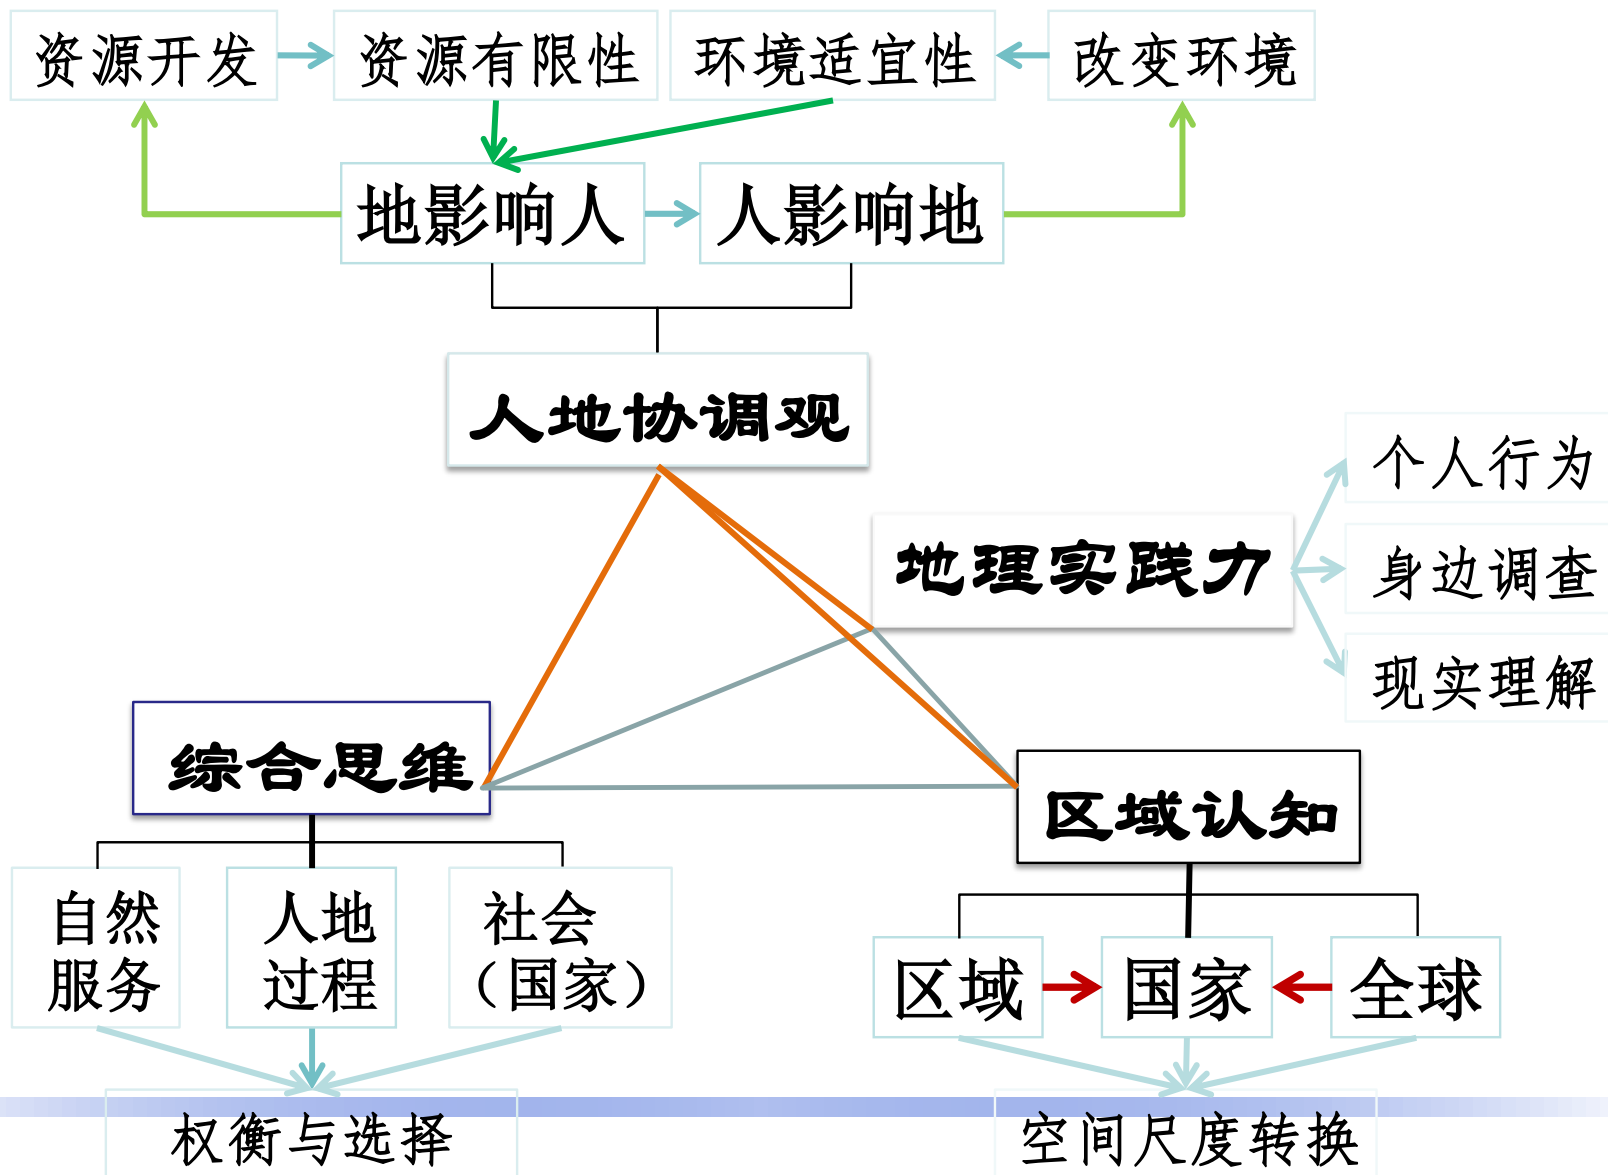 资源开发
资源有限性
环境适宜性
改变环境
地影响人
人影响地
人地协调观
个人行为
地理实践力
身边调查
现实理解
综合思维
区域认知
自然
服务
人地
过程
社会
（国家）
区域
国家
全球
权衡与选择
空间尺度转换